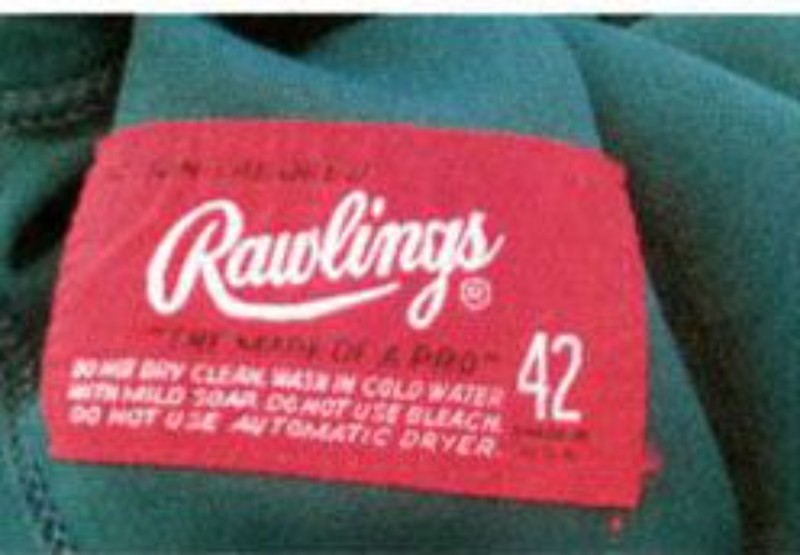 Rawlings®
"THE MARK OF A PRO"
42
DO NOT DRY CLEAN. WASH IN COLD WATER
WITH MILD SOAP. DO NOT USE BLEACH.
DO NOT USE AUTOMATIC DRYER.